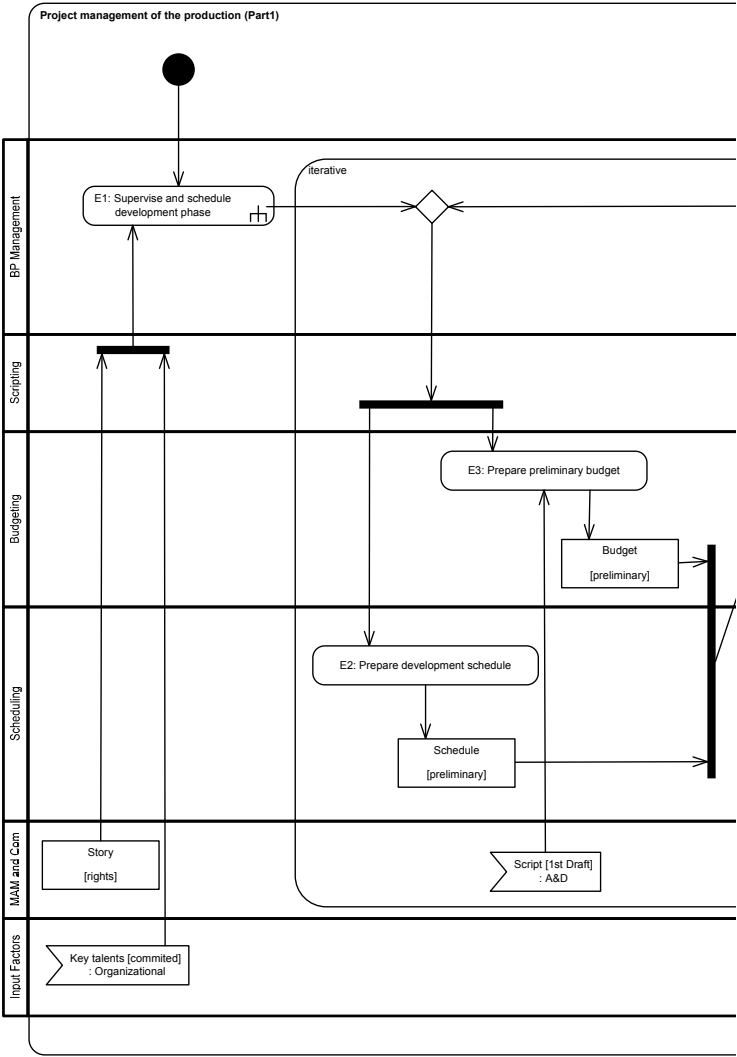 Project management of the production (Part1)
BP Management
iterative
E1: Supervise and schedule
development phase
Scripting
Budgeting
E3: Prepare preliminary budget
Budget
[preliminary]
Scheduling
E2: Prepare development schedule
Schedule
[preliminary]
MAM and Com
Story
[rights]
Script [1st Draft]
: A&D
Input Factors
Key talents [commited]
: Organizational